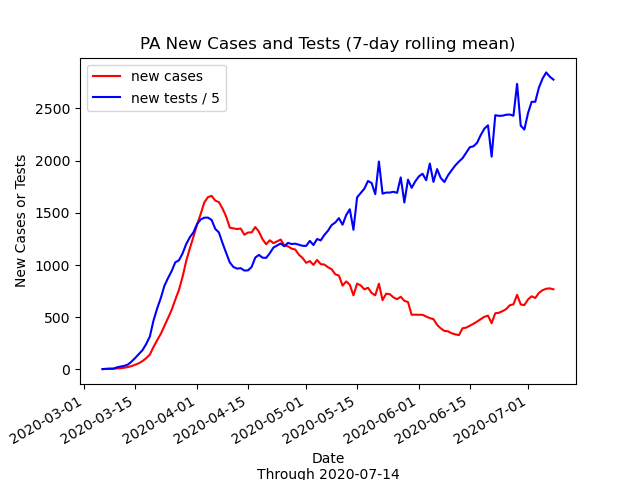 PA New Cases and Tests (7-day rolling mean)
new cases
new tests / 5
2500
2000
1500
1000
500
0
New Cases or Tests
2020-03-01
2020-03-15
2020-04-01
2020-04-15
2020-05-01
2020-05-15
2020-06-01
2020-06-15
2020-07-01
Date
Through 2020-07-14